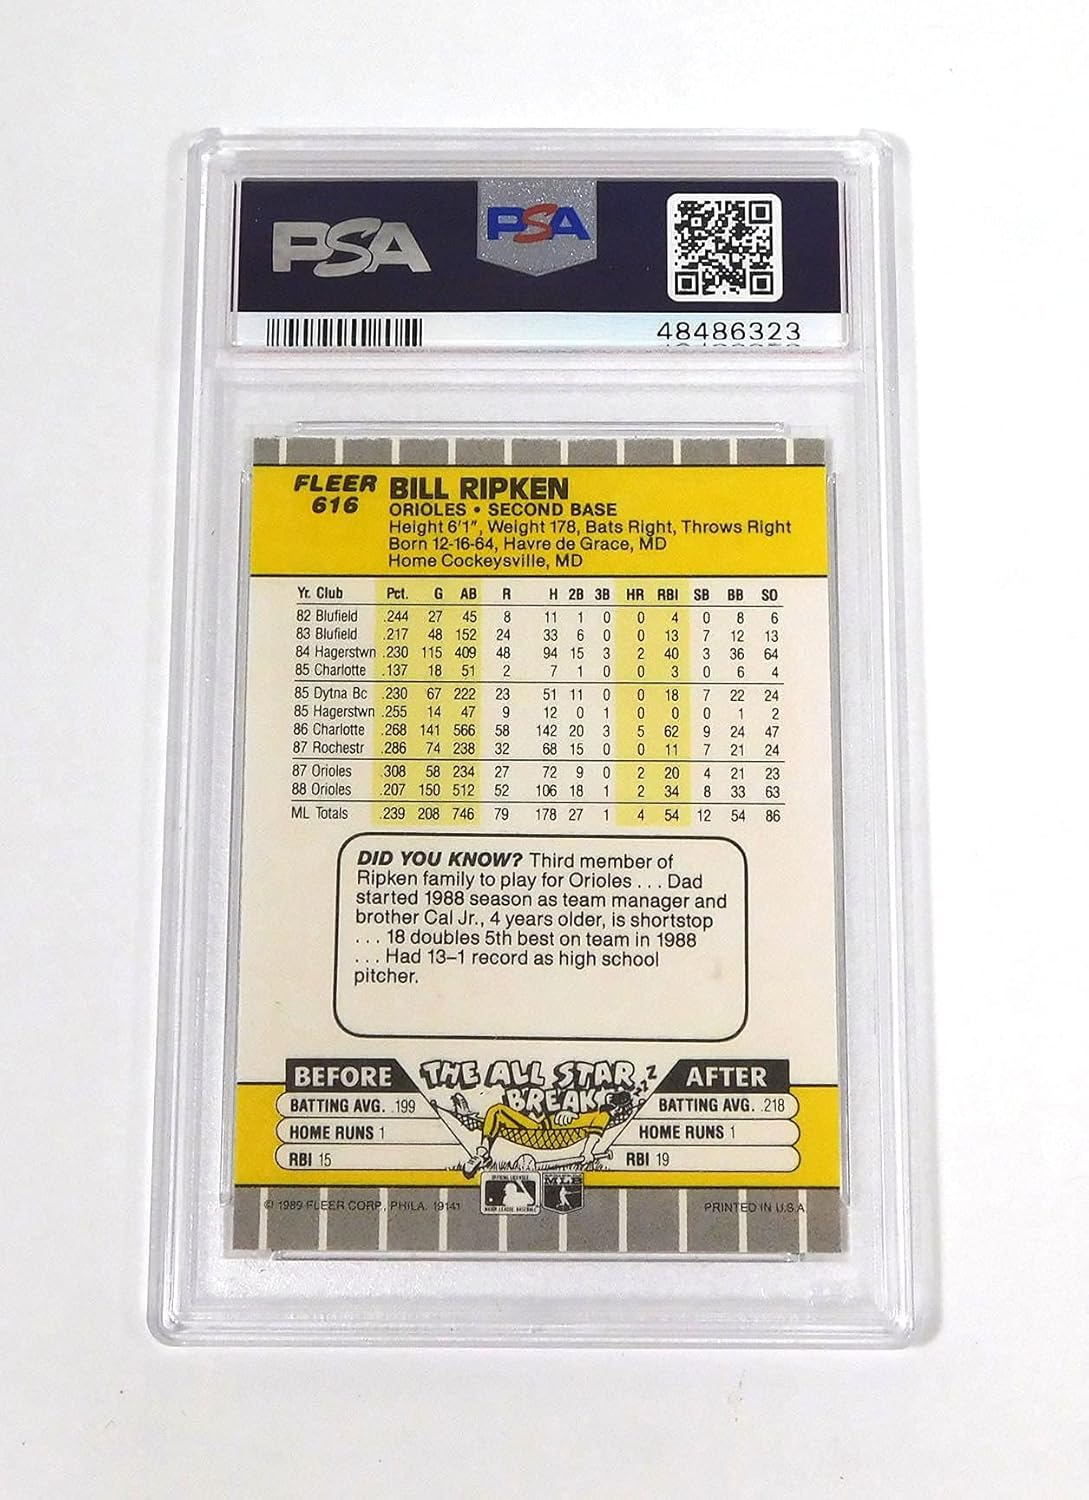 PSA PSA
48486323
FLEER
616
BILL RIPKEN
ORIOLES • SECOND BASE
Height 6'1", Weight 178, Bats Right, Throws Right
Born 12-16-64, Havre de Grace, MD
Home Cockeysville, MD
Yr. Club Pct. G AB R H 2B 3B HR RBI SB BB SO
82 Blufield .244 27 45 8 11 1 0 0 4 0 8 6
83 Blufield .217 48 152 24 33 6 0 0 13 7 12 13
84 Hagerstwn .230 115 409 48 94 15 3 2 40 3 36 64
85 Charlotte .137 18 51 2 7 1 0 0 3 0 6 4
85 Dytna Bc .230 67 222 23 51 11 0 0 18 7 22 24
85 Hagerstwn .255 14 47 9 12 0 1 0 0 0 1 2
86 Charlotte .268 141 566 58 142 20 3 5 62 9 24 47
87 Rochestr .286 74 238 32 68 15 0 0 11 7 21 24
87 Orioles .308 58 234 27 72 9 0 2 20 4 21 23
88 Orioles .207 150 512 52 106 18 1 2 34 8 33 63
ML Totals .239 208 746 79 178 27 1 4 54 12 54 86
DID YOU KNOW? Third member of
Ripken family to play for Orioles . . . Dad
started 1988 season as team manager and
brother Cal Jr., 4 years older, is shortstop
. . . 18 doubles 5th best on team in 1988
. . . Had 13–1 record as high school
pitcher.
BEFORE THE ALL STAR AFTER
BREAK ZZZZ
BATTING AVG. .199 BATTING AVG. .218
HOME RUNS 1 HOME RUNS 1
RBI 15 RBI 19
OFFICIAL LICENSEE
MAJOR LEAGUE BASEBALL
MLB
© 1989 FLEER CORP., PHILA. 19141 PRINTED IN U.S.A.